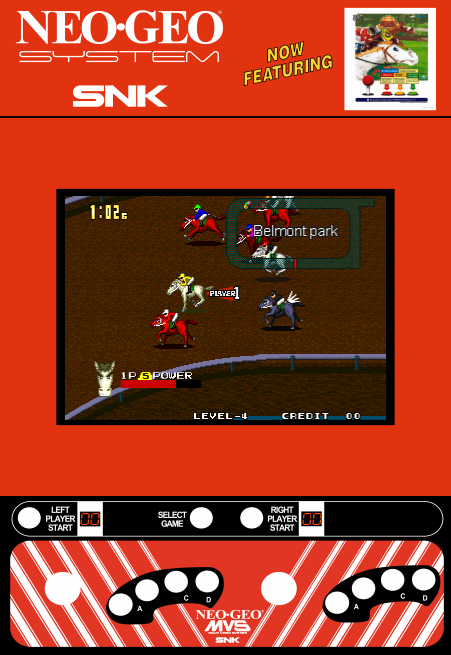 NEO·GEO®
SYSTEM
SNK
NOW
FEATURING
1:02 6
Belmont park
PLAYER1
1P 5 POWER
LEVEL-4 CREDIT 00
LEFT
PLAYER
START
00
SELECT
GAME
RIGHT
PLAYER
START
00
A C D
A C D
NEO·GEO
MVS
SNK